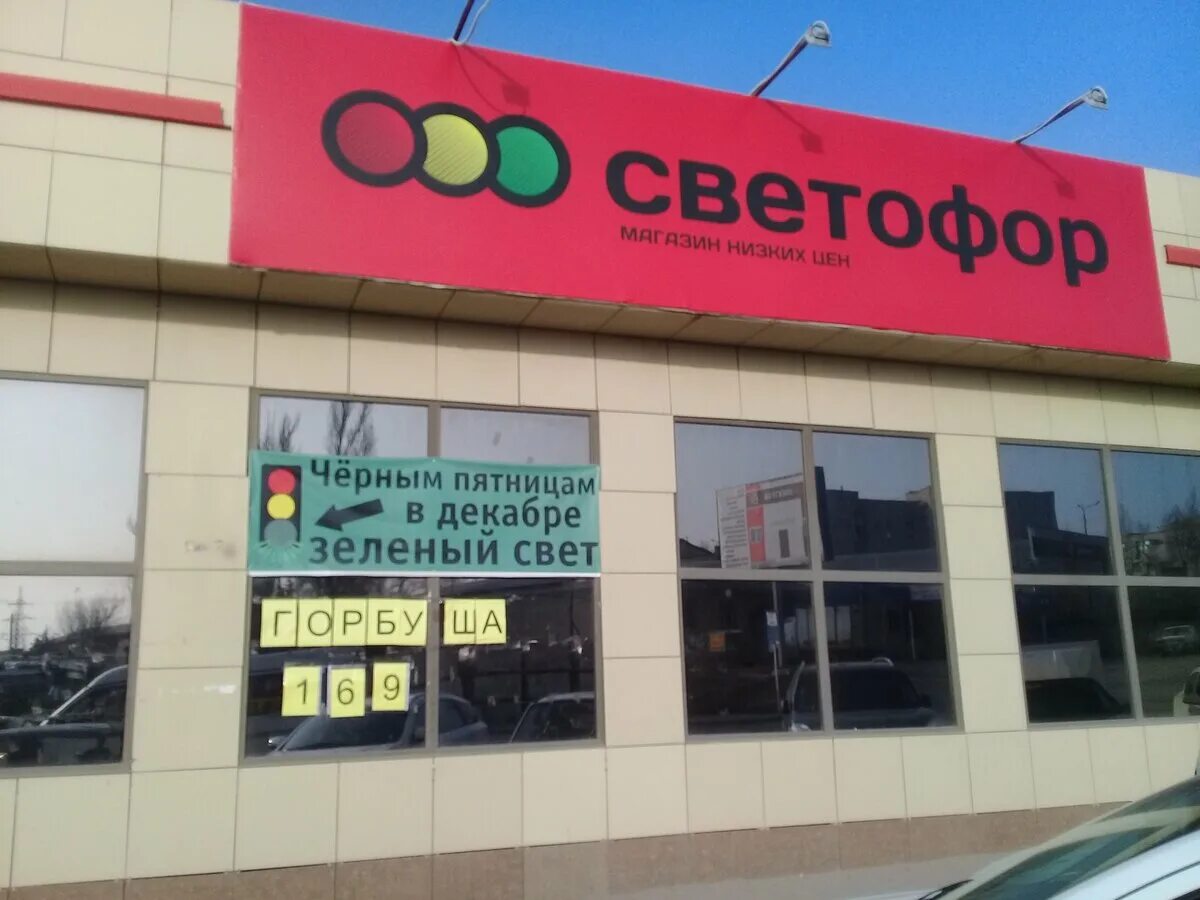 светофор
МАГАЗИН НИЗКИХ ЦЕН
Чёрным пятницам
в декабре
зеленый свет
ГОРБУША
169